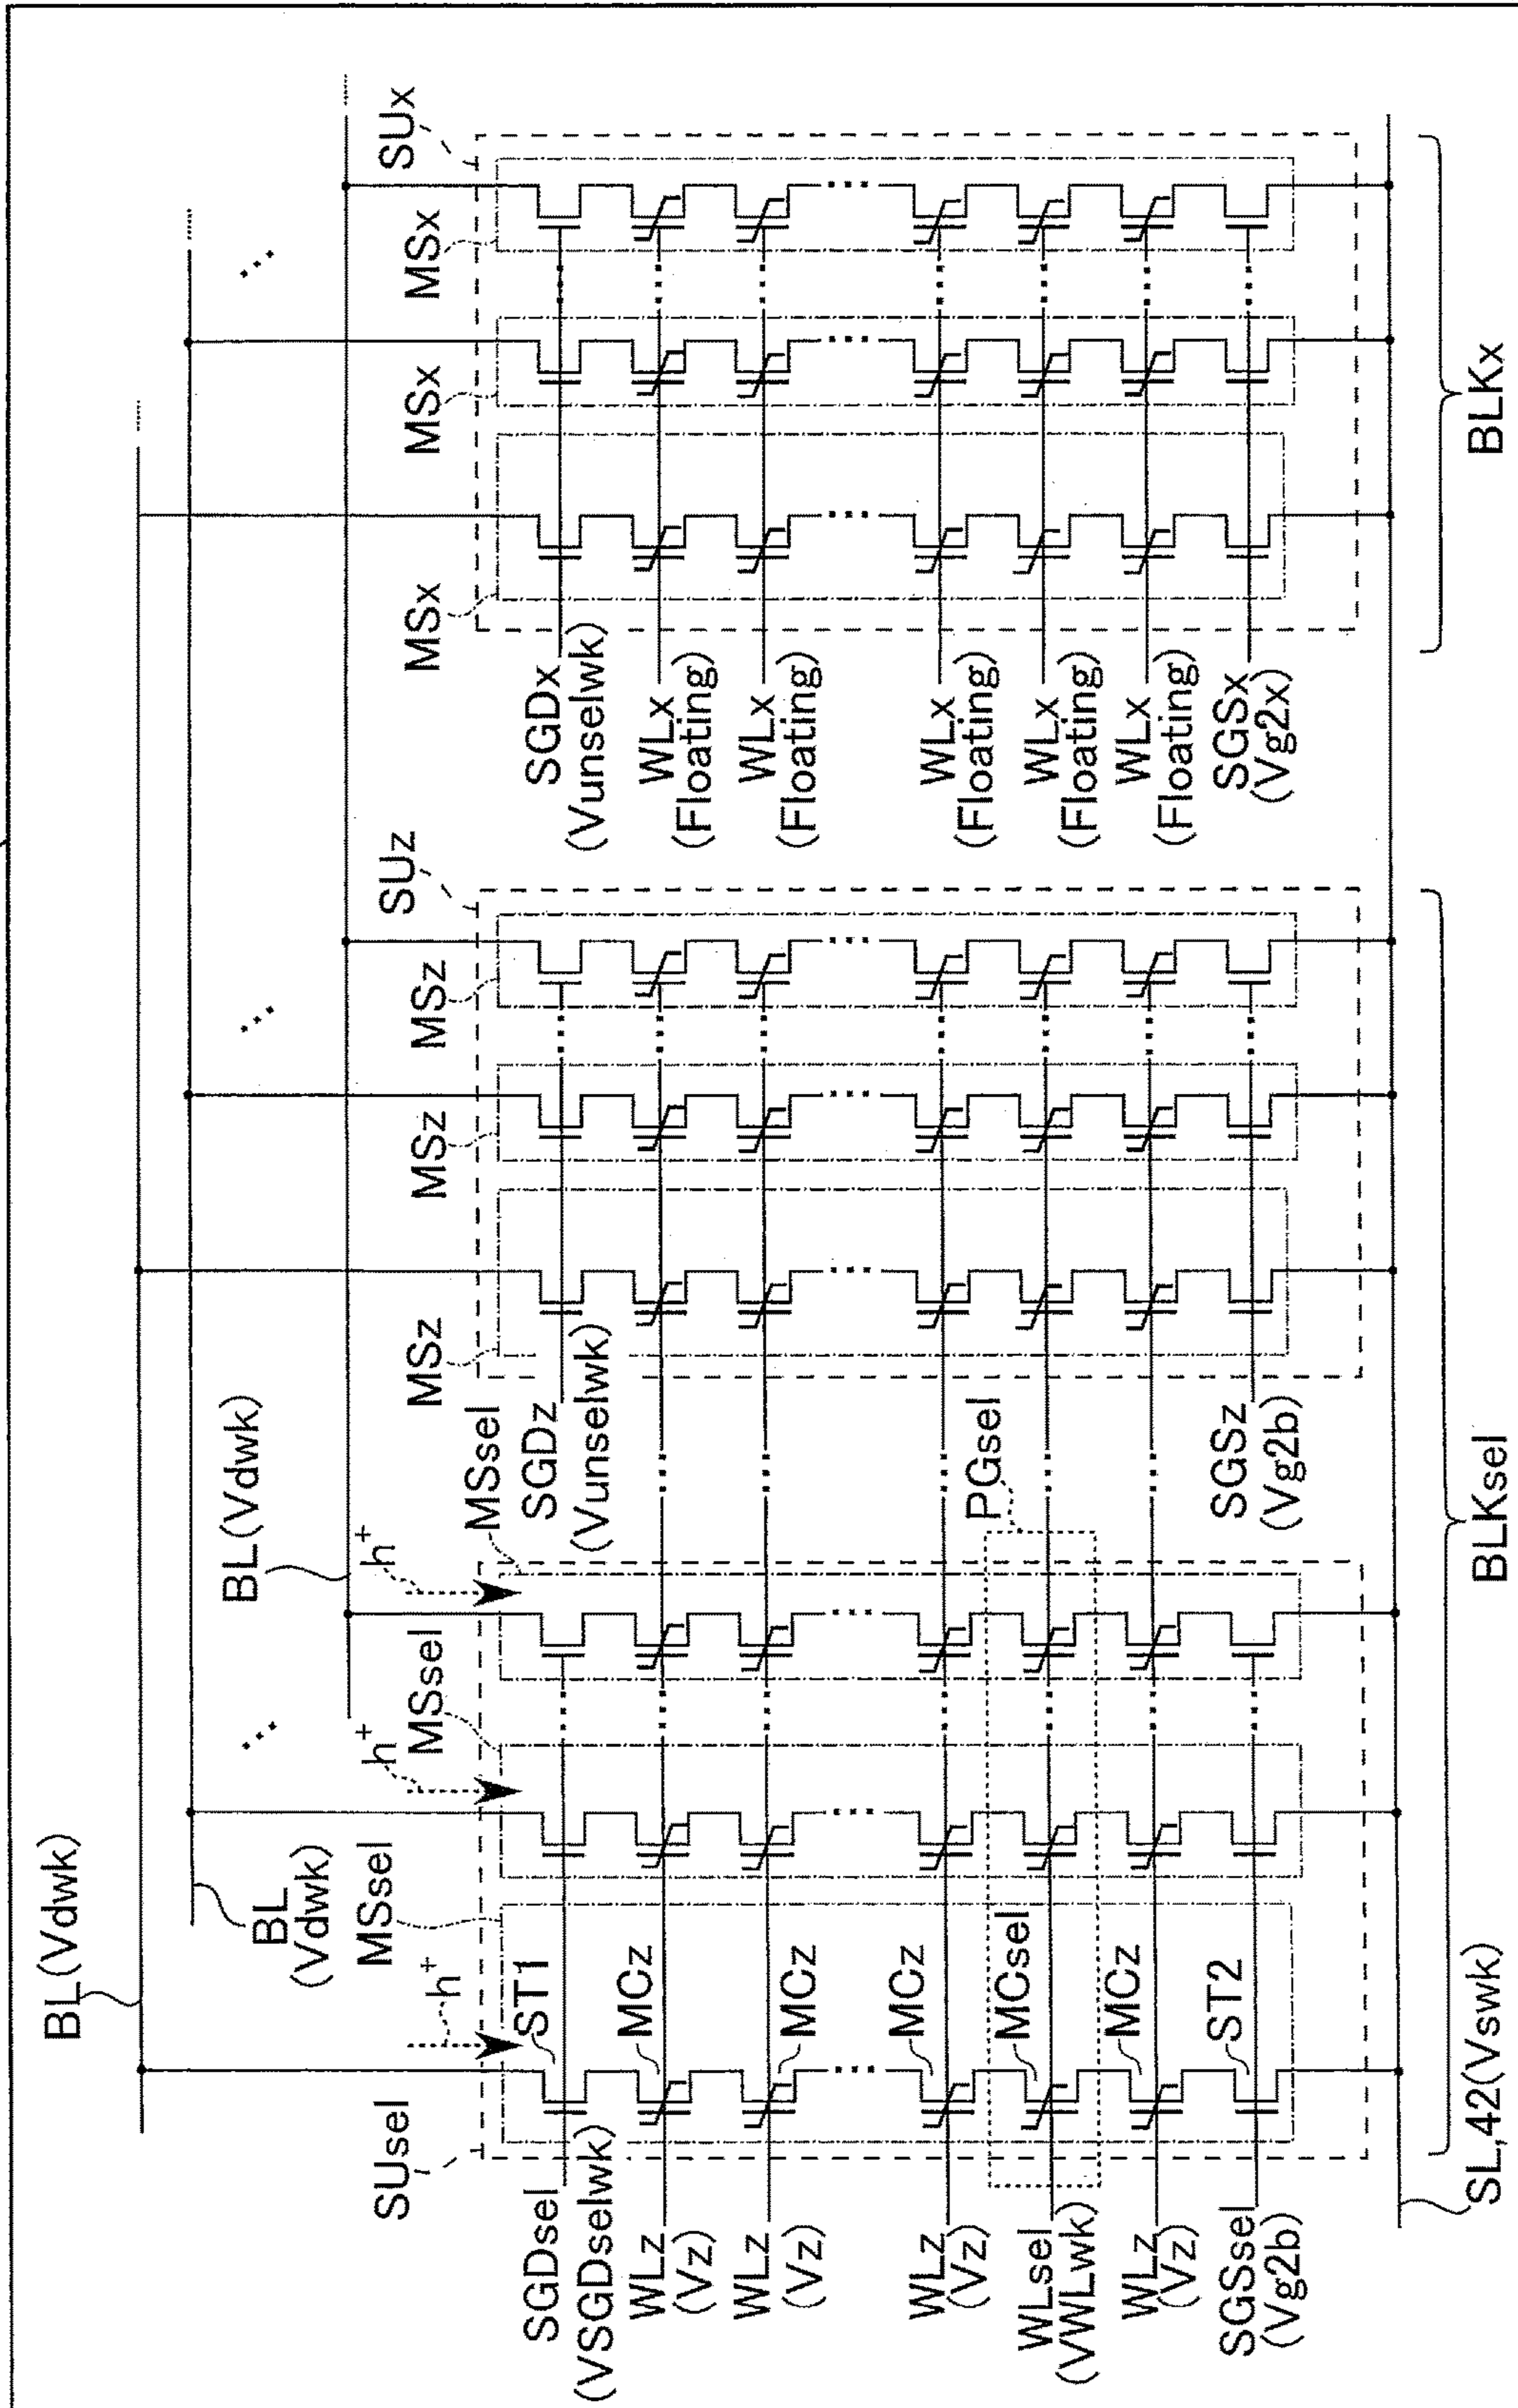 BL(Vdwk)
BL
(Vdwk)
BL(Vdwk)
h+
h+
h+
SUsel
MSsel
MSsel
MSsel
ST1
MCz
MCz
MCz
MCsel
MCz
ST2
PGsel
SGDsel
(VSGDselwk)
WLz
(Vz)
WLz
(Vz)
WLz
(Vz)
WLsel
(VWLwk)
WLz
(Vz)
SGSsel
(Vg2b)
SUz
MSz
MSz
MSz
SGDz
(Vunselwk)
SGSz
(Vg2b)
SUx
MSx
MSx
MSx
SGDx
(Vunselwk)
WLx
(Floating)
WLx
(Floating)
WLx
(Floating)
WLx
(Floating)
WLx
(Floating)
SGSx
(Vg2x)
SL,42(Vswk)
BLKsel
BLKx